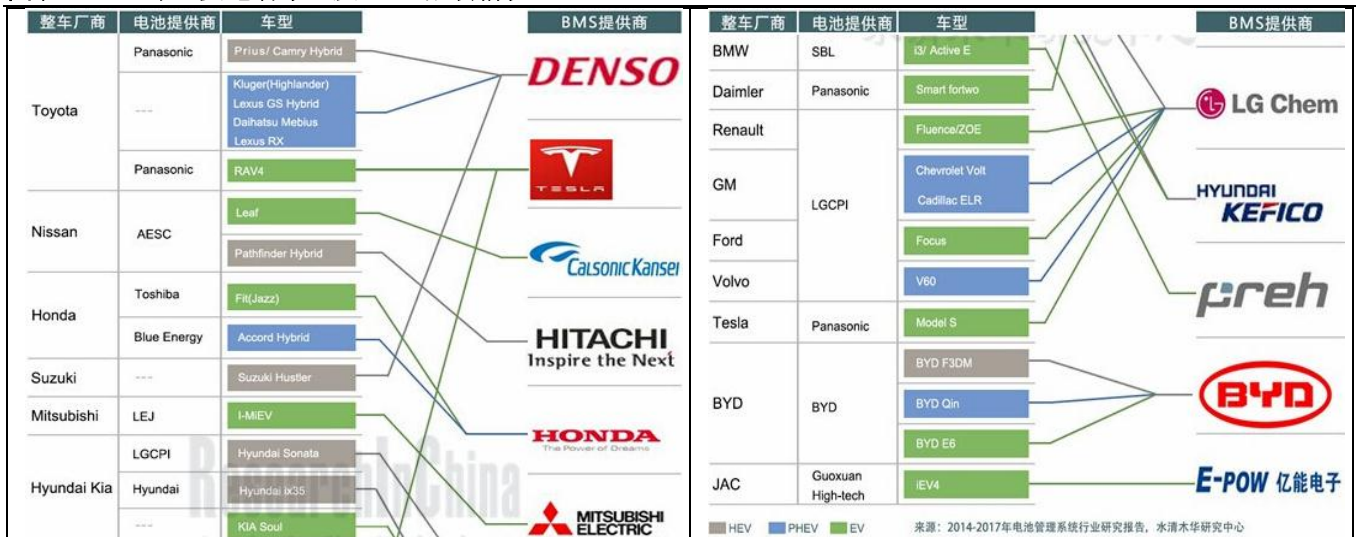 整车厂商 电池提供商 车型 BMS提供商
Toyota
Panasonic
Prius/ Camry Hybrid
---
Kluger(Highlander)
Lexus GS Hybrid
Daihatsu Mebius
Lexus RX
Panasonic
RAV4
Nissan
AESC
Leaf
Pathfinder Hybrid
Honda
Toshiba
Fit(Jazz)
Blue Energy
Accord Hybrid
Suzuki
---
Suzuki Hustler
Mitsubishi
LEJ
I-MiEV
Hyundai Kia
LGCPI
Hyundai Sonata
Hyundai
Hyundai ix35
---
KIA Soul
DENSO
TESLA
CALSONIC KANSEI
HITACHI
Inspire the Next
HONDA
The Power of Dreams
MITSUBISHI
ELECTRIC
ResearchInChina
整车厂商 电池提供商 车型 BMS提供商
BMW
SBL
i3/ Active E
Daimler
Panasonic
Smart fortwo
Renault
LGCPI
Fluence/ZOE
GM
Chevrolet Volt
Cadillac ELR
Ford
Focus
Volvo
V60
Tesla
Panasonic
Model S
BYD
BYD
BYD F3DM
BYD Qin
BYD E6
JAC
Guoxuan
High-tech
iEV4
LG Chem
HYUNDAI
KEFICO
preh
BYD
E-POW 亿能电子
HEV PHEV EV
来源：2014-2017年电池管理系统行业研究报告，水清木华研究中心